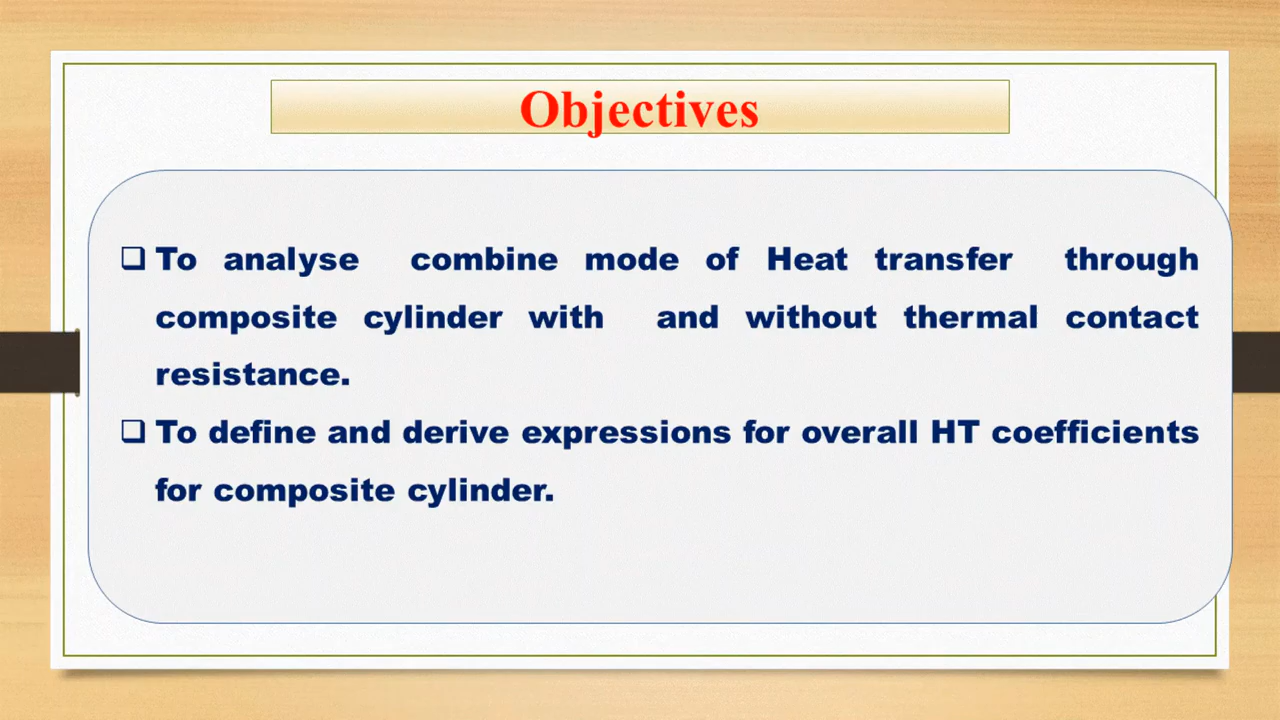 Objectives
❑ To analyse combine mode of Heat transfer through
composite cylinder with and without thermal contact
resistance.
❑ To define and derive expressions for overall HT coefficients
for composite cylinder.